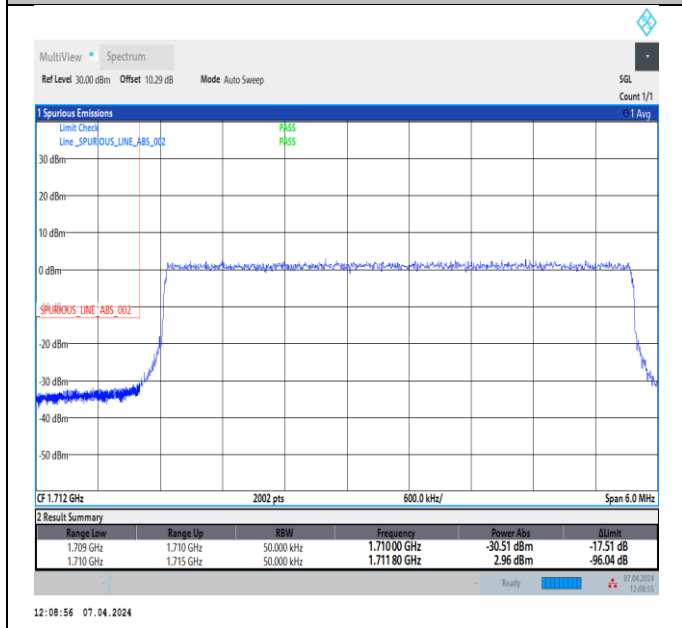 MultiView Spectrum
Ref Level 30.00 dBm Offset 10.29 dB Mode Auto Sweep SGL
Count 1/1
1 Spurious Emissions 1 Avg
Limit Check PASS
Line _SPURIOUS_LINE_ABS_002 PASS
30 dBm
20 dBm
10 dBm
0 dBm
-10 dBm
_SPURIOUS_LINE_ABS_002
-20 dBm
-30 dBm
-40 dBm
-50 dBm
CF 1.712 GHz 2002 pts 600.0 kHz/ Span 6.0 MHz
2 Result Summary
Range Low Range Up RBW Frequency Power Abs ΔLimit
1.709 GHz 1.710 GHz 50.000 kHz 1.71000 GHz -30.51 dBm -17.51 dB
1.710 GHz 1.715 GHz 50.000 kHz 1.71180 GHz 2.96 dBm -96.04 dB
Ready 07.04.2024
12:08:55
12:08:56 07.04.2024